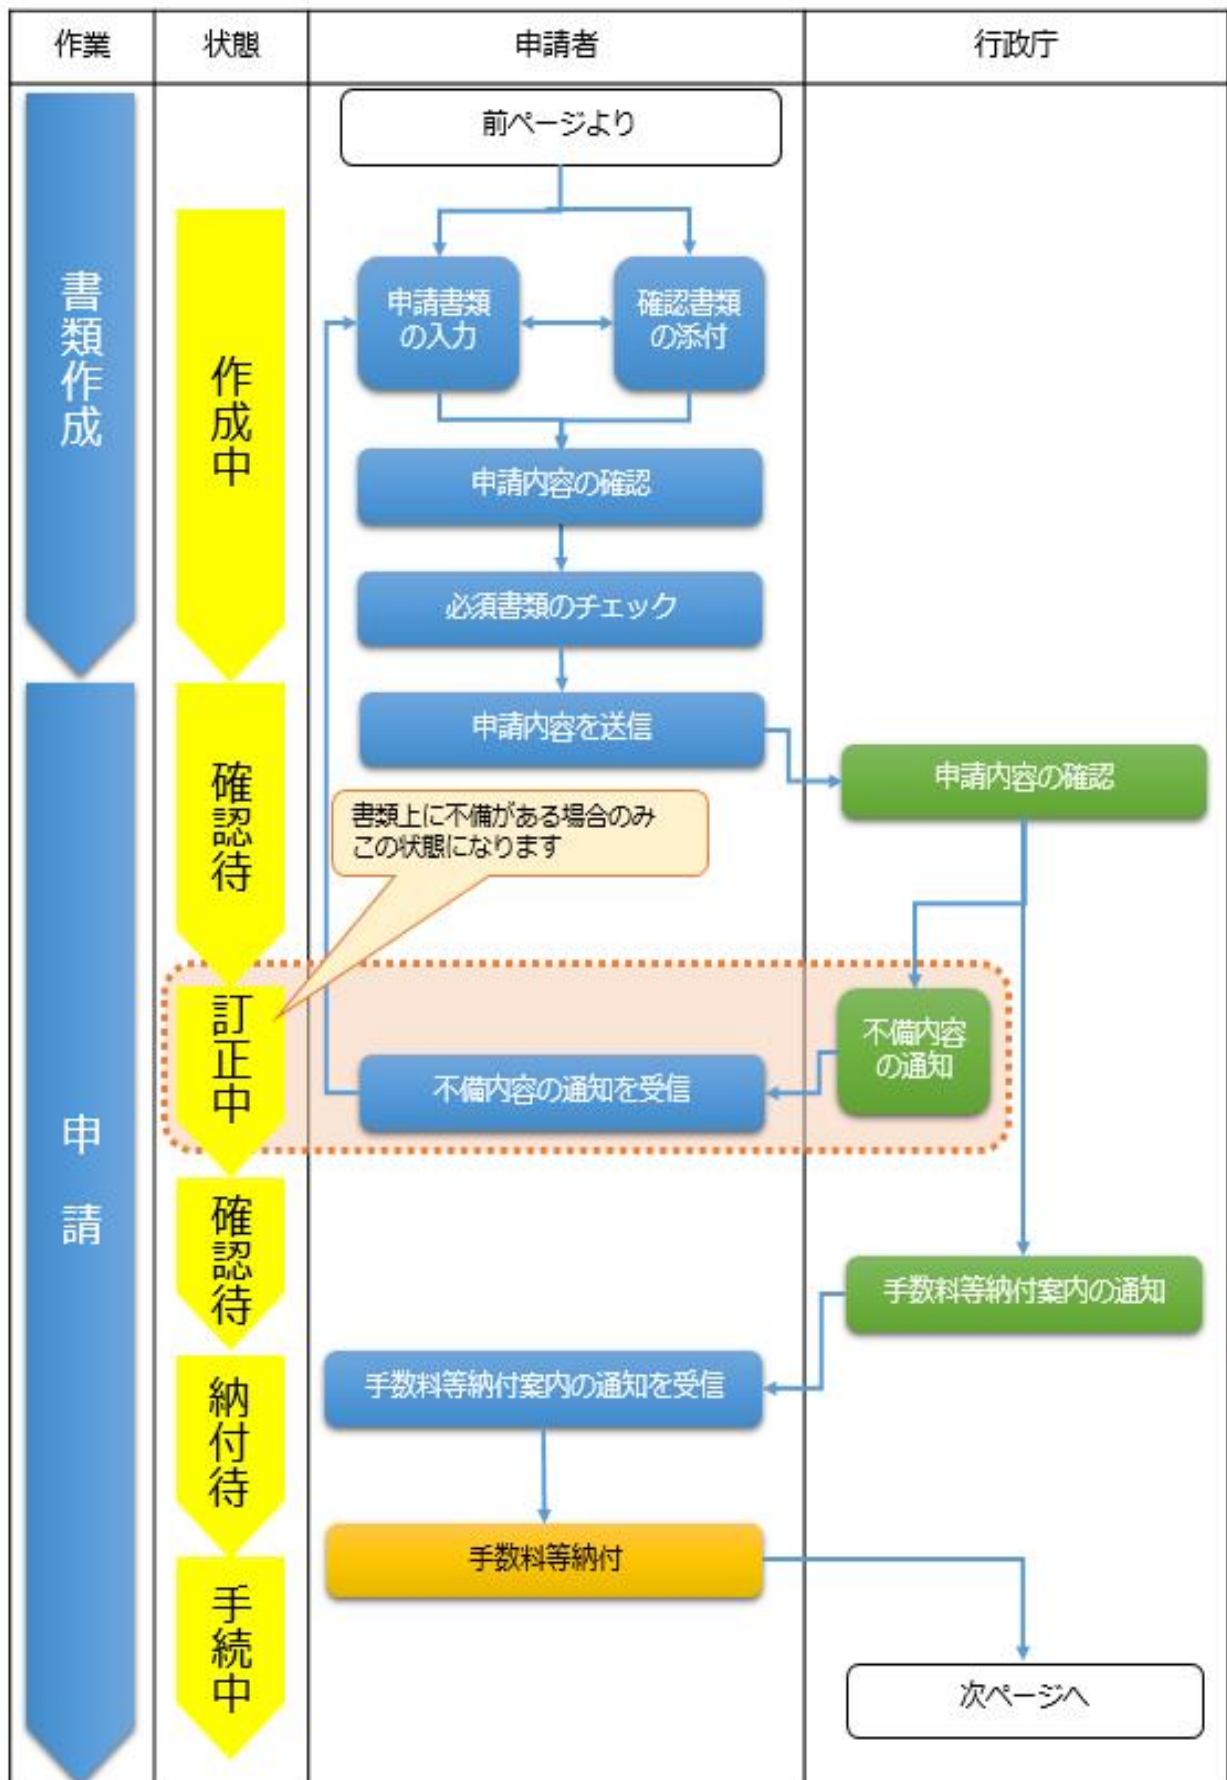 作業
状態
申請者
行政庁
前ページより
書類作成
作成中
申請書類
の入力
確認書類
の添付
申請内容の確認
必須書類のチェック
申請内容を送信
申請内容の確認
確認待
書類上に不備がある場合のみ
この状態になります
訂正中
不備内容
の通知
不備内容の通知を受信
申 請
確認待
手数料等納付案内の通知
手数料等納付案内の通知を受信
納付待
手数料等納付
手続中
次ページへ